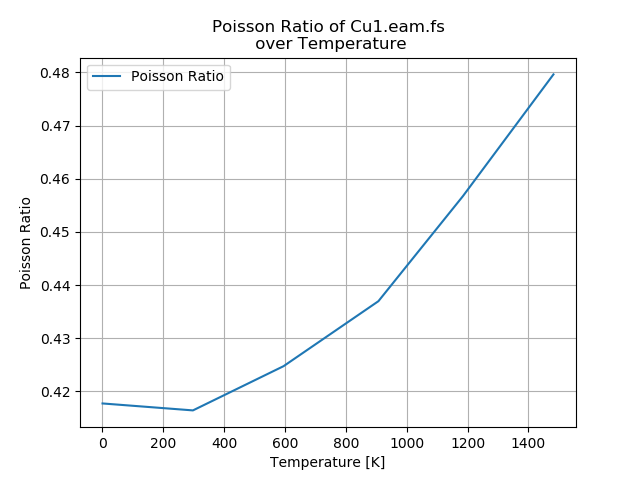 Poisson Ratio of Cu1.eam.fs
over Temperature
Poisson Ratio
0.48
0.47
0.46
0.45
0.44
0.43
0.42
Poisson Ratio
0 200 400 600 800 1000 1200 1400
Temperature [K]